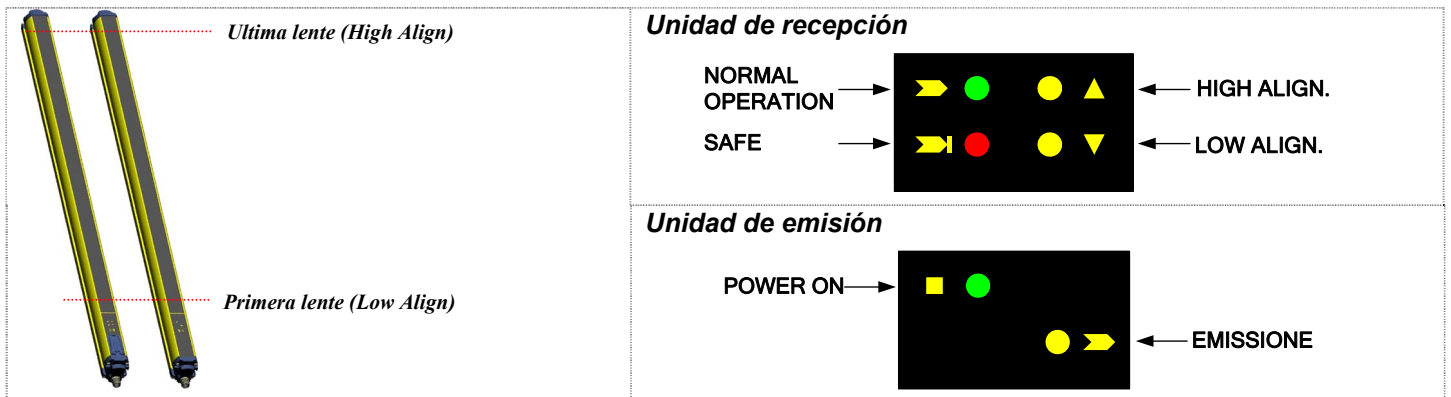 Ultima lente (High Align)
Primera lente (Low Align)
Unidad de recepción
NORMAL
OPERATION
HIGH ALIGN.
SAFE
LOW ALIGN.
Unidad de emisión
POWER ON
EMISSIONE